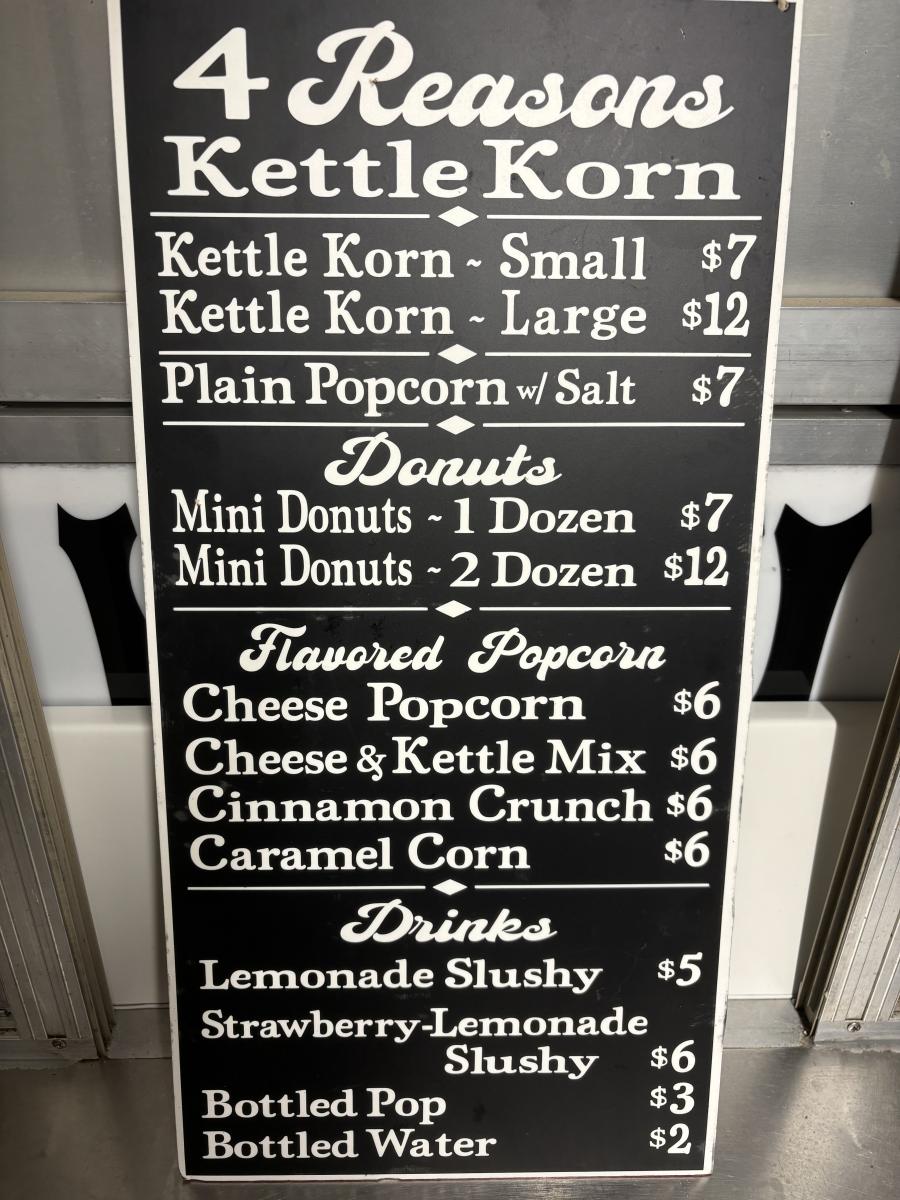 4 Reasons
Kettle Korn
Kettle Korn ~ Small $7
Kettle Korn ~ Large $12
Plain Popcorn w/ Salt $7
Donuts
Mini Donuts ~ 1 Dozen $7
Mini Donuts ~ 2 Dozen $12
Flavored Popcorn
Cheese Popcorn $6
Cheese & Kettle Mix $6
Cinnamon Crunch $6
Caramel Corn $6
Drinks
Lemonade Slushy $5
Strawberry-Lemonade
Slushy $6
Bottled Pop $3
Bottled Water $2